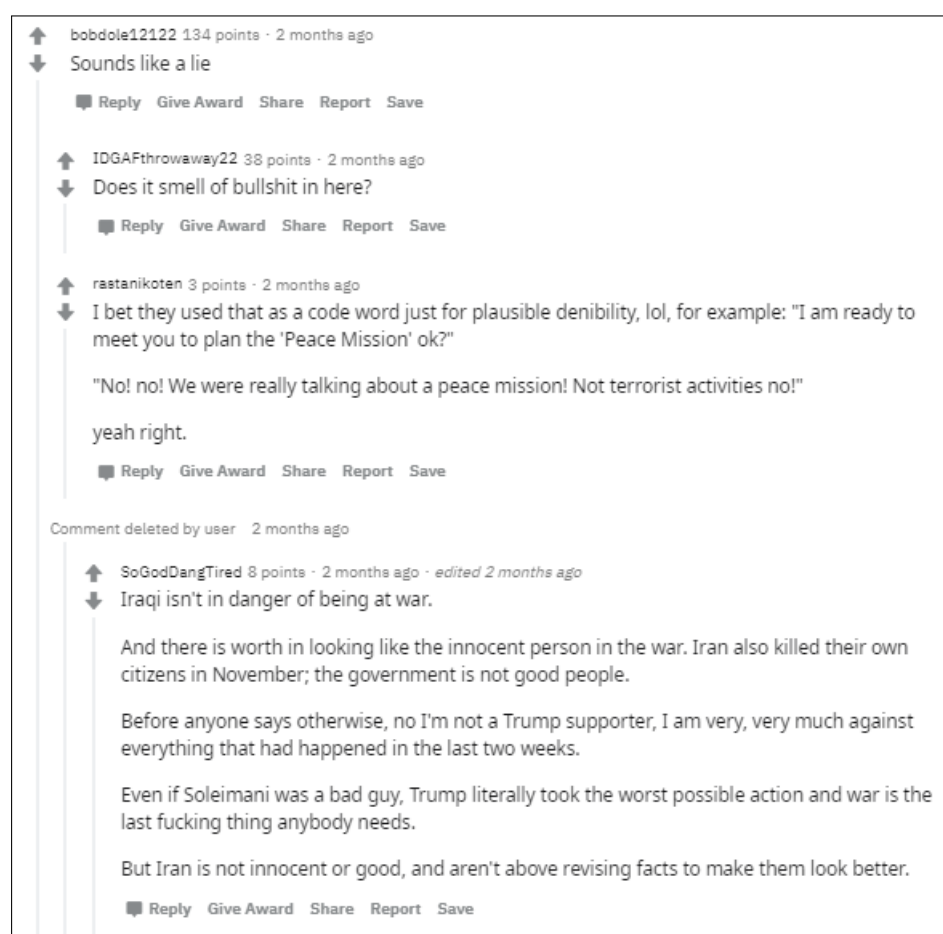 bobdole12122 134 points · 2 months ago
Sounds like a lie
Reply Give Award Share Report Save
IDGAFthrowaway22 38 points · 2 months ago
Does it smell of bullshit in here?
Reply Give Award Share Report Save
rastanikoten 3 points · 2 months ago
I bet they used that as a code word just for plausible denibility, lol, for example: "I am ready to
meet you to plan the 'Peace Mission' ok?"
"No! no! We were really talking about a peace mission! Not terrorist activities no!"
yeah right.
Reply Give Award Share Report Save
Comment deleted by user 2 months ago
SoGodDangTired 8 points · 2 months ago · edited 2 months ago
Iraqi isn't in danger of being at war.
And there is worth in looking like the innocent person in the war. Iran also killed their own
citizens in November; the government is not good people.
Before anyone says otherwise, no I'm not a Trump supporter, I am very, very much against
everything that had happened in the last two weeks.
Even if Soleimani was a bad guy, Trump literally took the worst possible action and war is the
last fucking thing anybody needs.
But Iran is not innocent or good, and aren't above revising facts to make them look better.
Reply Give Award Share Report Save